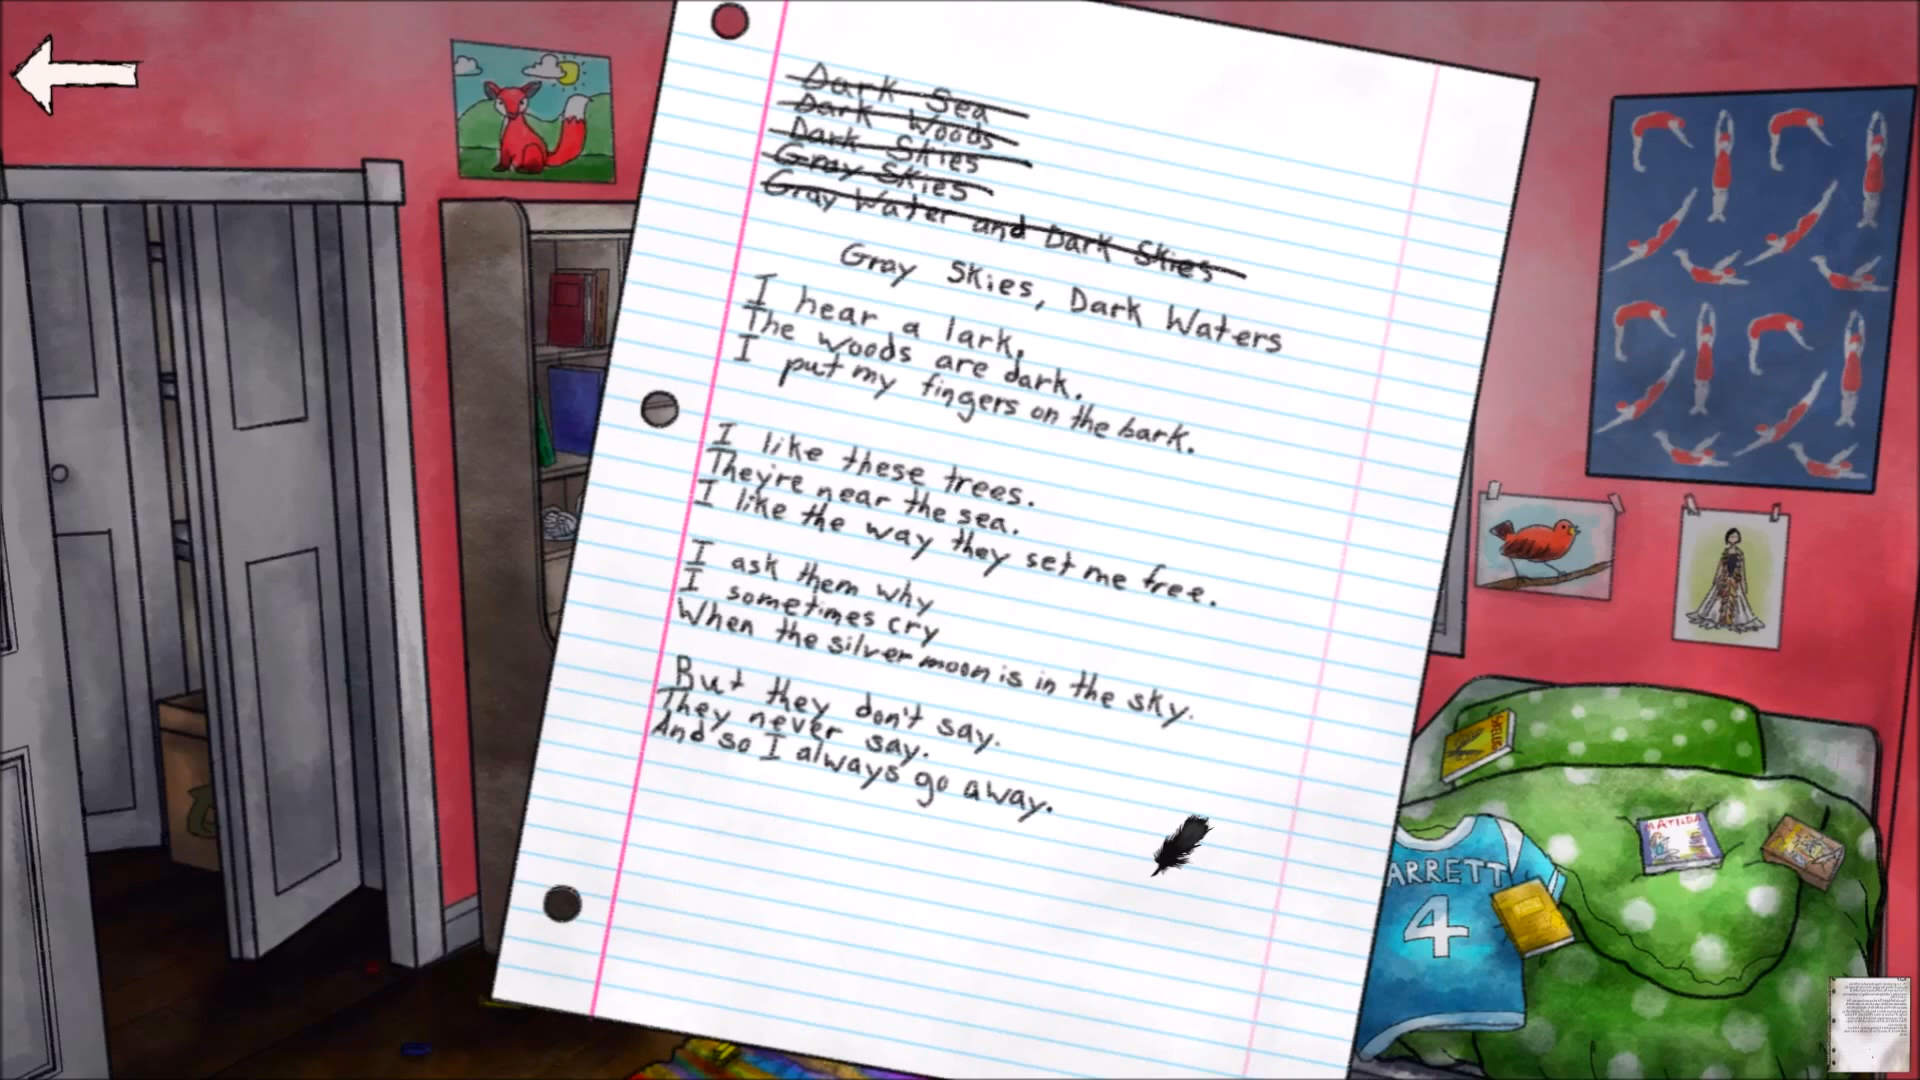 Dark Sea
Dark Woods
Dark Skies
Gray Skies
Gray Water and Dark Skies
Gray Skies, Dark Waters
I hear a lark,
The woods are dark.
I put my fingers on the bark.
I like these trees.
They're near the sea.
I like the way they set me free.
I ask them why
I sometimes cry
When the silver moon is in the sky.
But they don't say.
They never say.
And so I always go away.
MATILDA
ARRETT
4